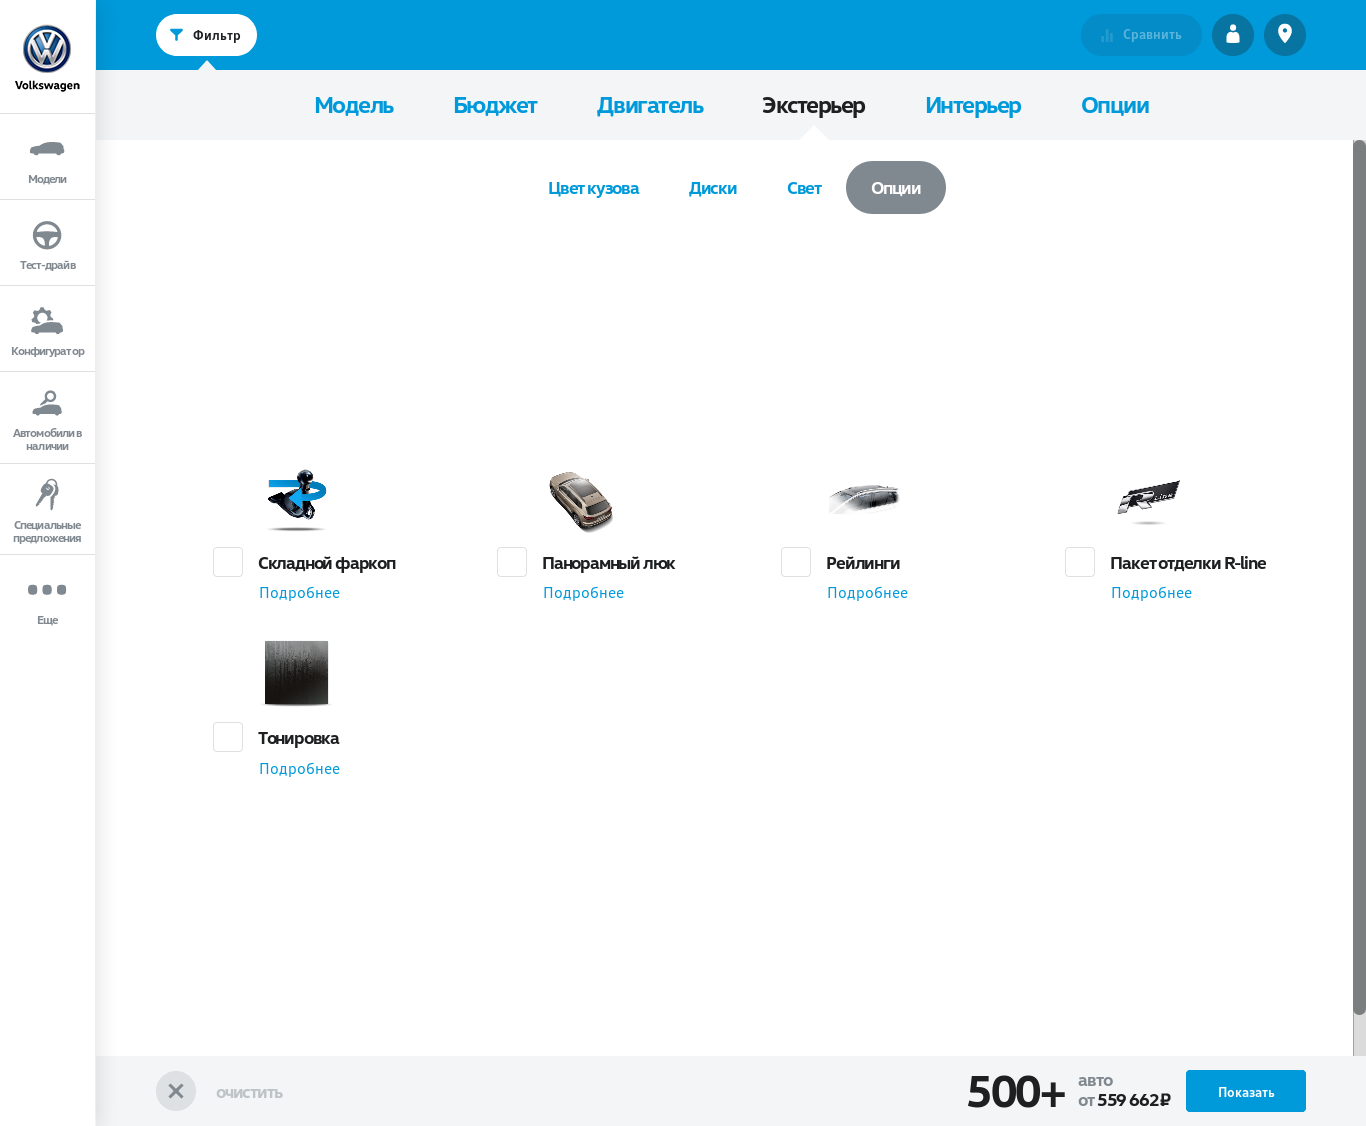 Volkswagen
Фильтр
Сравнить
Модель Бюджет Двигатель Экстерьер Интерьер Опции
Цвет кузова Диски Свет Опции
Модели
Тест-драйв
Конфигуратор
Автомобили в
наличии
Специальные
предложения
Еще
Складной фаркоп
Подробнее
Панорамный люк
Подробнее
Рейлинги
Подробнее
R LINE
Пакет отделки R-line
Подробнее
Тонировка
Подробнее
ОЧИСТИТЬ
500+
авто
от 559 662₽
Показать